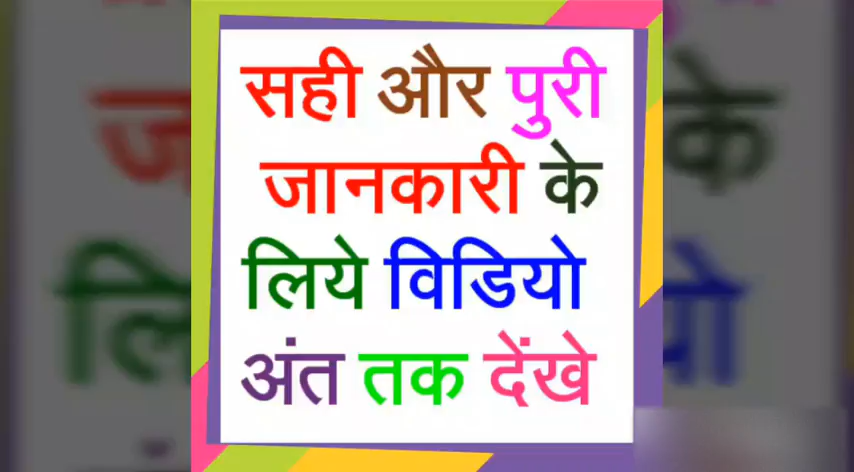 सही और पुरी
जानकारी के
लिये विडियो
अंत तक देंखे